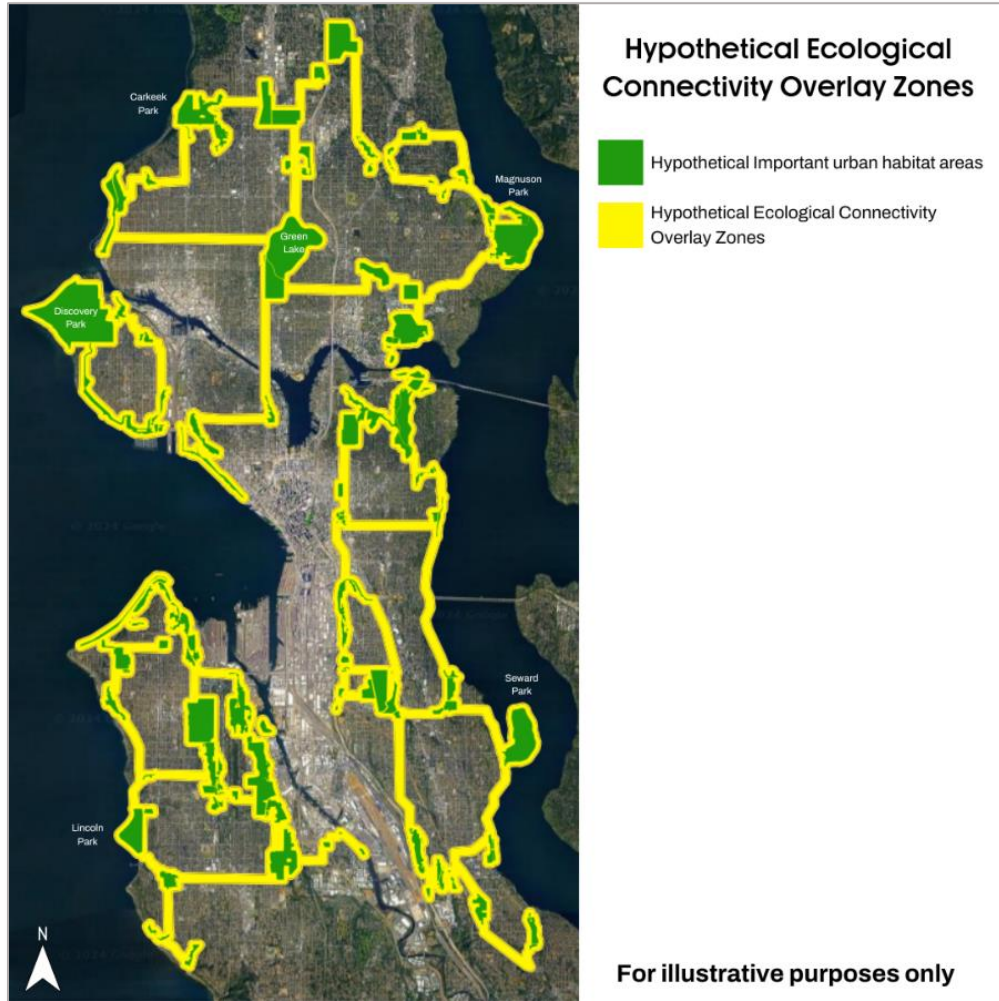 Hypothetical Ecological
Connectivity Overlay Zones
Hypothetical Important urban habitat areas
Hypothetical Ecological Connectivity
Overlay Zones
Carkeek
Park
Magnuson
Park
Green
Lake
Discovery
Park
Seward
Park
Lincoln
Park
N
For illustrative purposes only